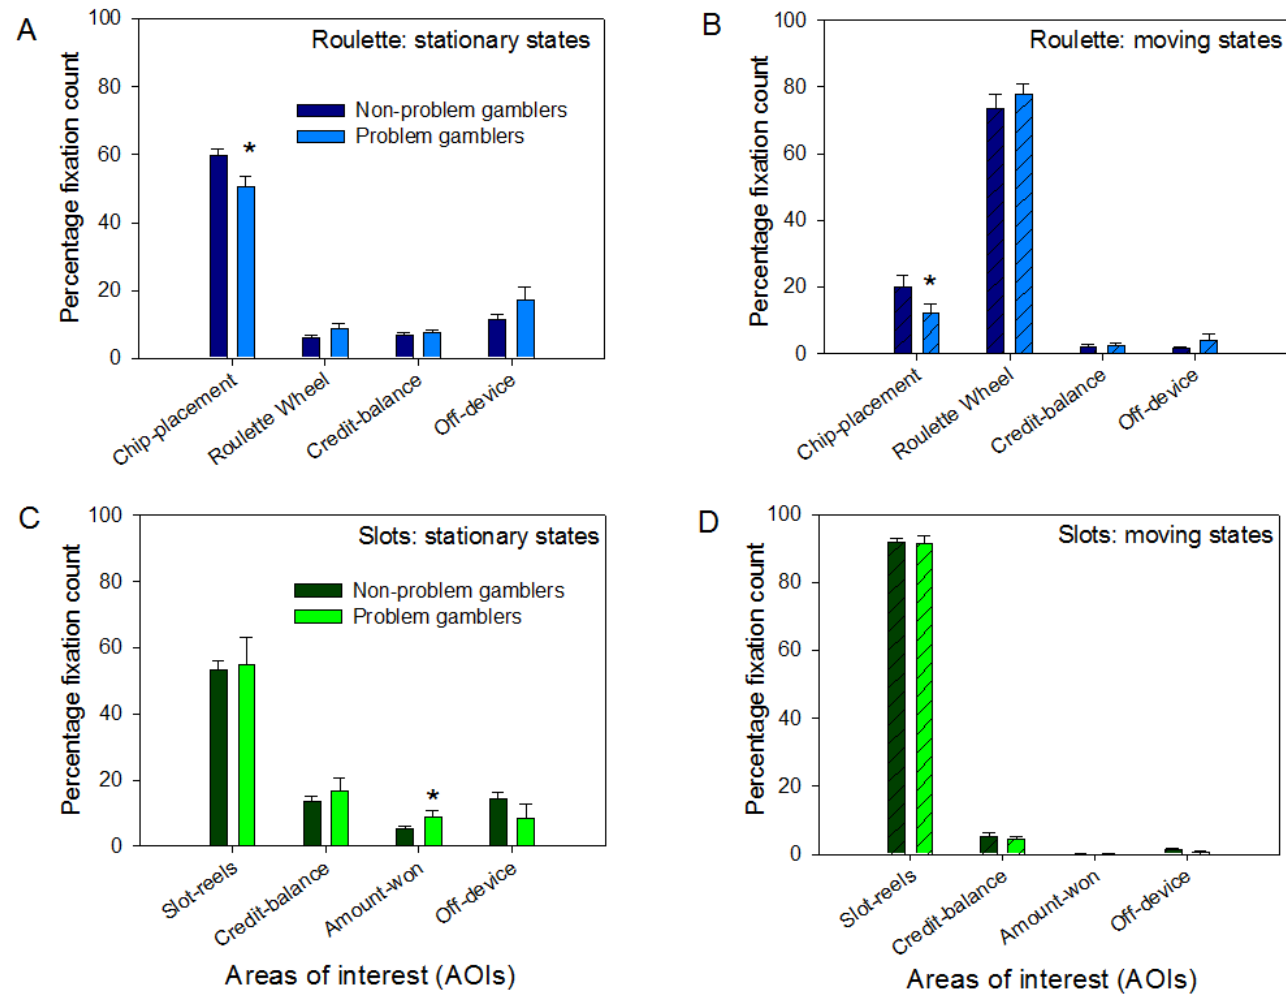 A
Roulette: stationary states
Percentage fixation count
100
80
60
40
20
0
Non-problem gamblers
Problem gamblers
*
Chip-placement
Roulette Wheel
Credit-balance
Off-device
B
Roulette: moving states
Percentage fixation count
100
80
60
40
20
0
*
Chip-placement
Roulette Wheel
Credit-balance
Off-device
C
Slots: stationary states
Percentage fixation count
100
80
60
40
20
0
Non-problem gamblers
Problem gamblers
*
Slot-reels
Credit-balance
Amount-won
Off-device
Areas of interest (AOIs)
D
Slots: moving states
Percentage fixation count
100
80
60
40
20
0
Slot-reels
Credit-balance
Amount-won
Off-device
Areas of interest (AOIs)